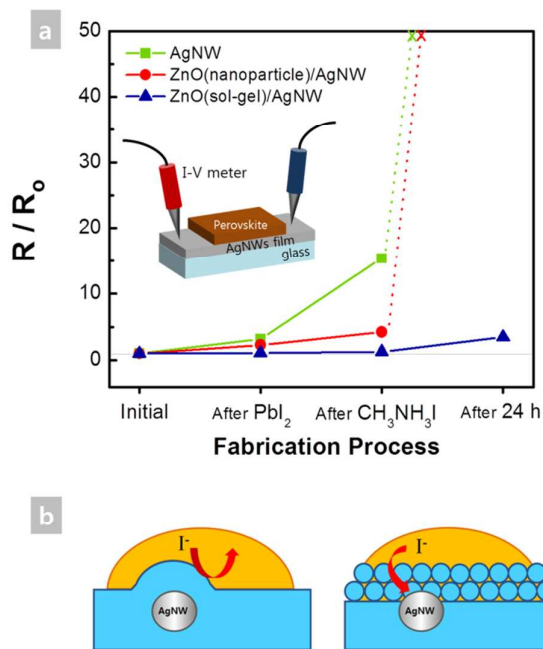 a
50
40
30
20
10
0
R / Rₒ
AgNW
ZnO(nanoparticle)/AgNW
ZnO(sol-gel)/AgNW
I-V meter
Perovskite
AgNWs film
glass
Initial
After PbI₂
After CH₃NH₃I
After 24 h
Fabrication Process
b
I⁻
AgNW
I⁻
AgNW